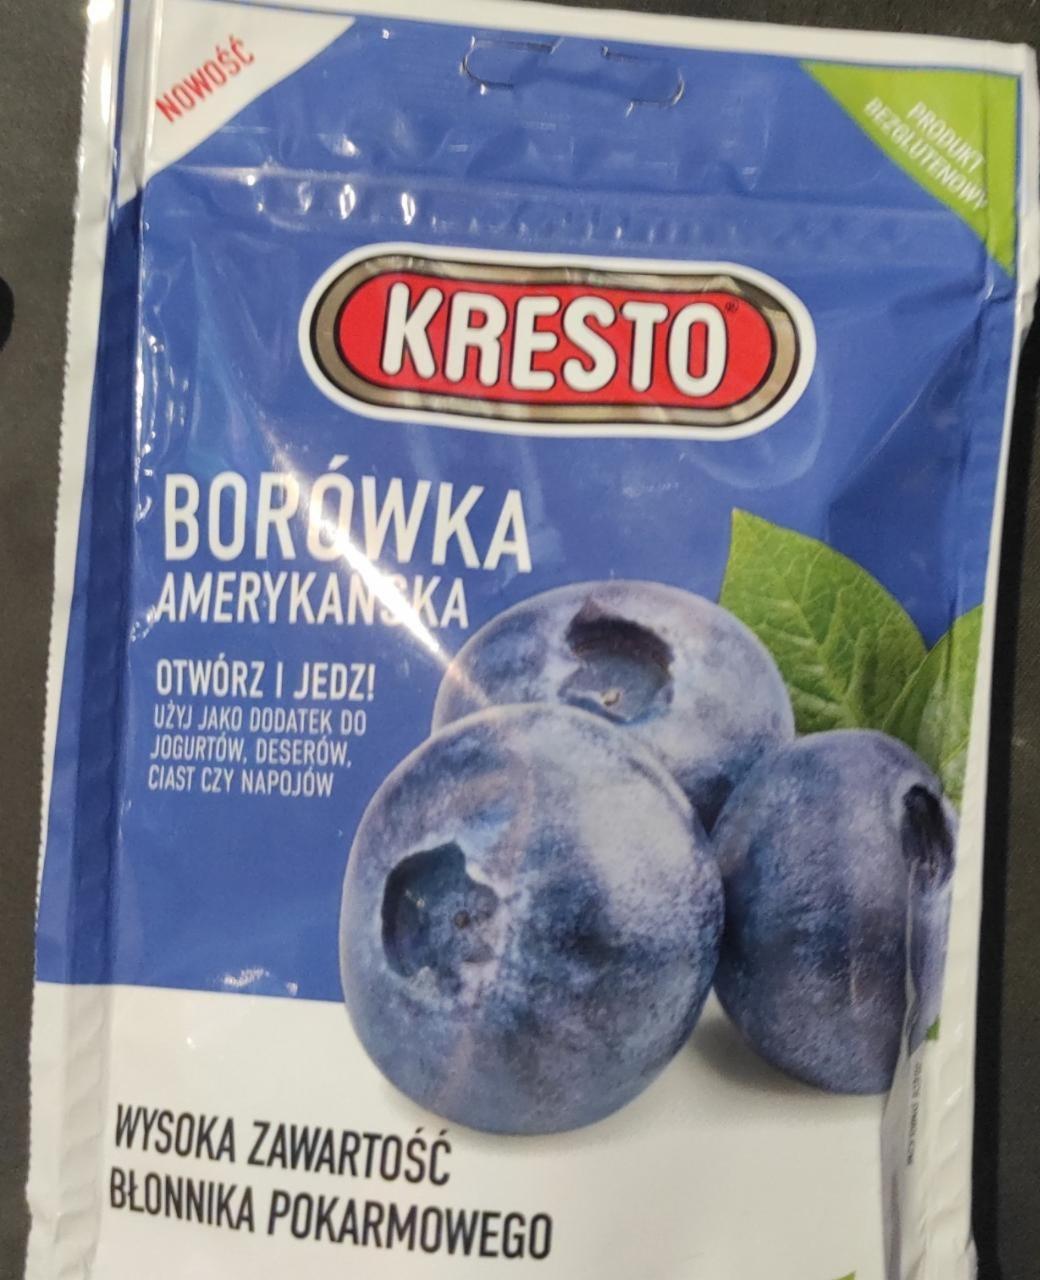 NOWOŚĆ
PRODUKT
BEZGLUTENOWY
KRESTO®
BORÓWKA
AMERYKAŃSKA
OTWÓRZ I JEDZ!
UŻYJ JAKO DODATEK DO
JOGURTÓW, DESERÓW,
CIAST CZY NAPOJÓW
WYSOKA ZAWARTOŚĆ
BŁONNIKA POKARMOWEGO